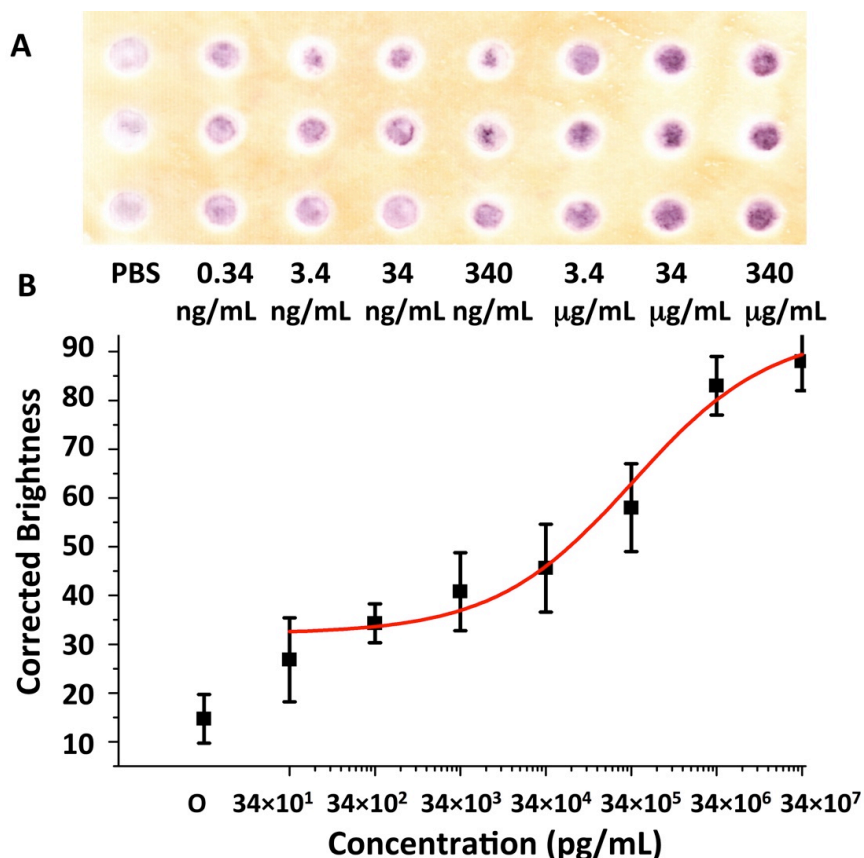 A
PBS 0.34 3.4 34 340 3.4 34 340
ng/mL ng/mL ng/mL ng/mL μg/mL μg/mL μg/mL
B
90
80
70
60
50
40
30
20
10
Corrected Brightness
O 34×10¹ 34×10² 34×10³ 34×10⁴ 34×10⁵ 34×10⁶ 34×10⁷
Concentration (pg/mL)